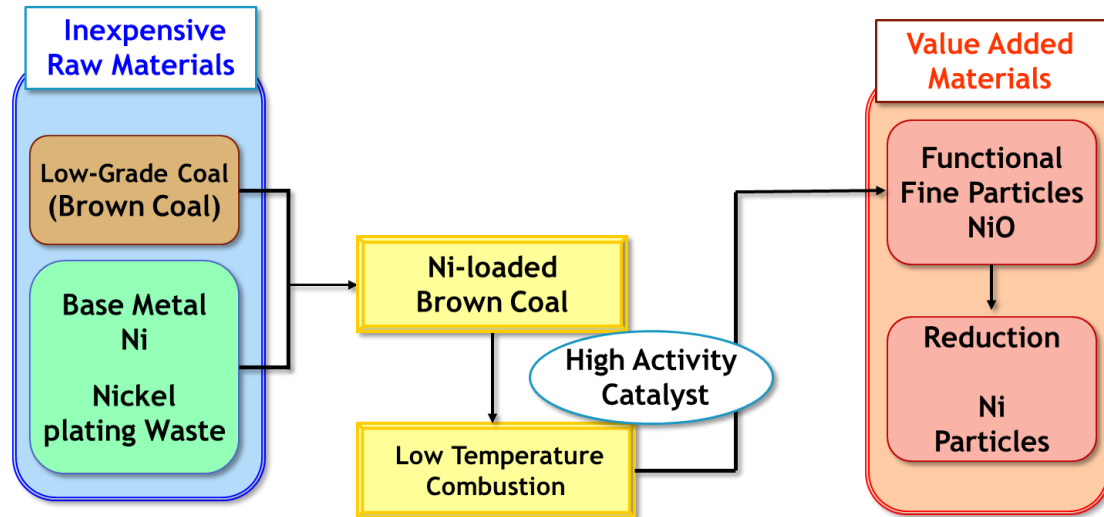 Inexpensive
Raw Materials
Low-Grade Coal
(Brown Coal)
Base Metal
Ni
Nickel
plating Waste
Ni-loaded
Brown Coal
High Activity
Catalyst
Low Temperature
Combustion
Value Added
Materials
Functional
Fine Particles
NiO
Reduction
Ni
Particles